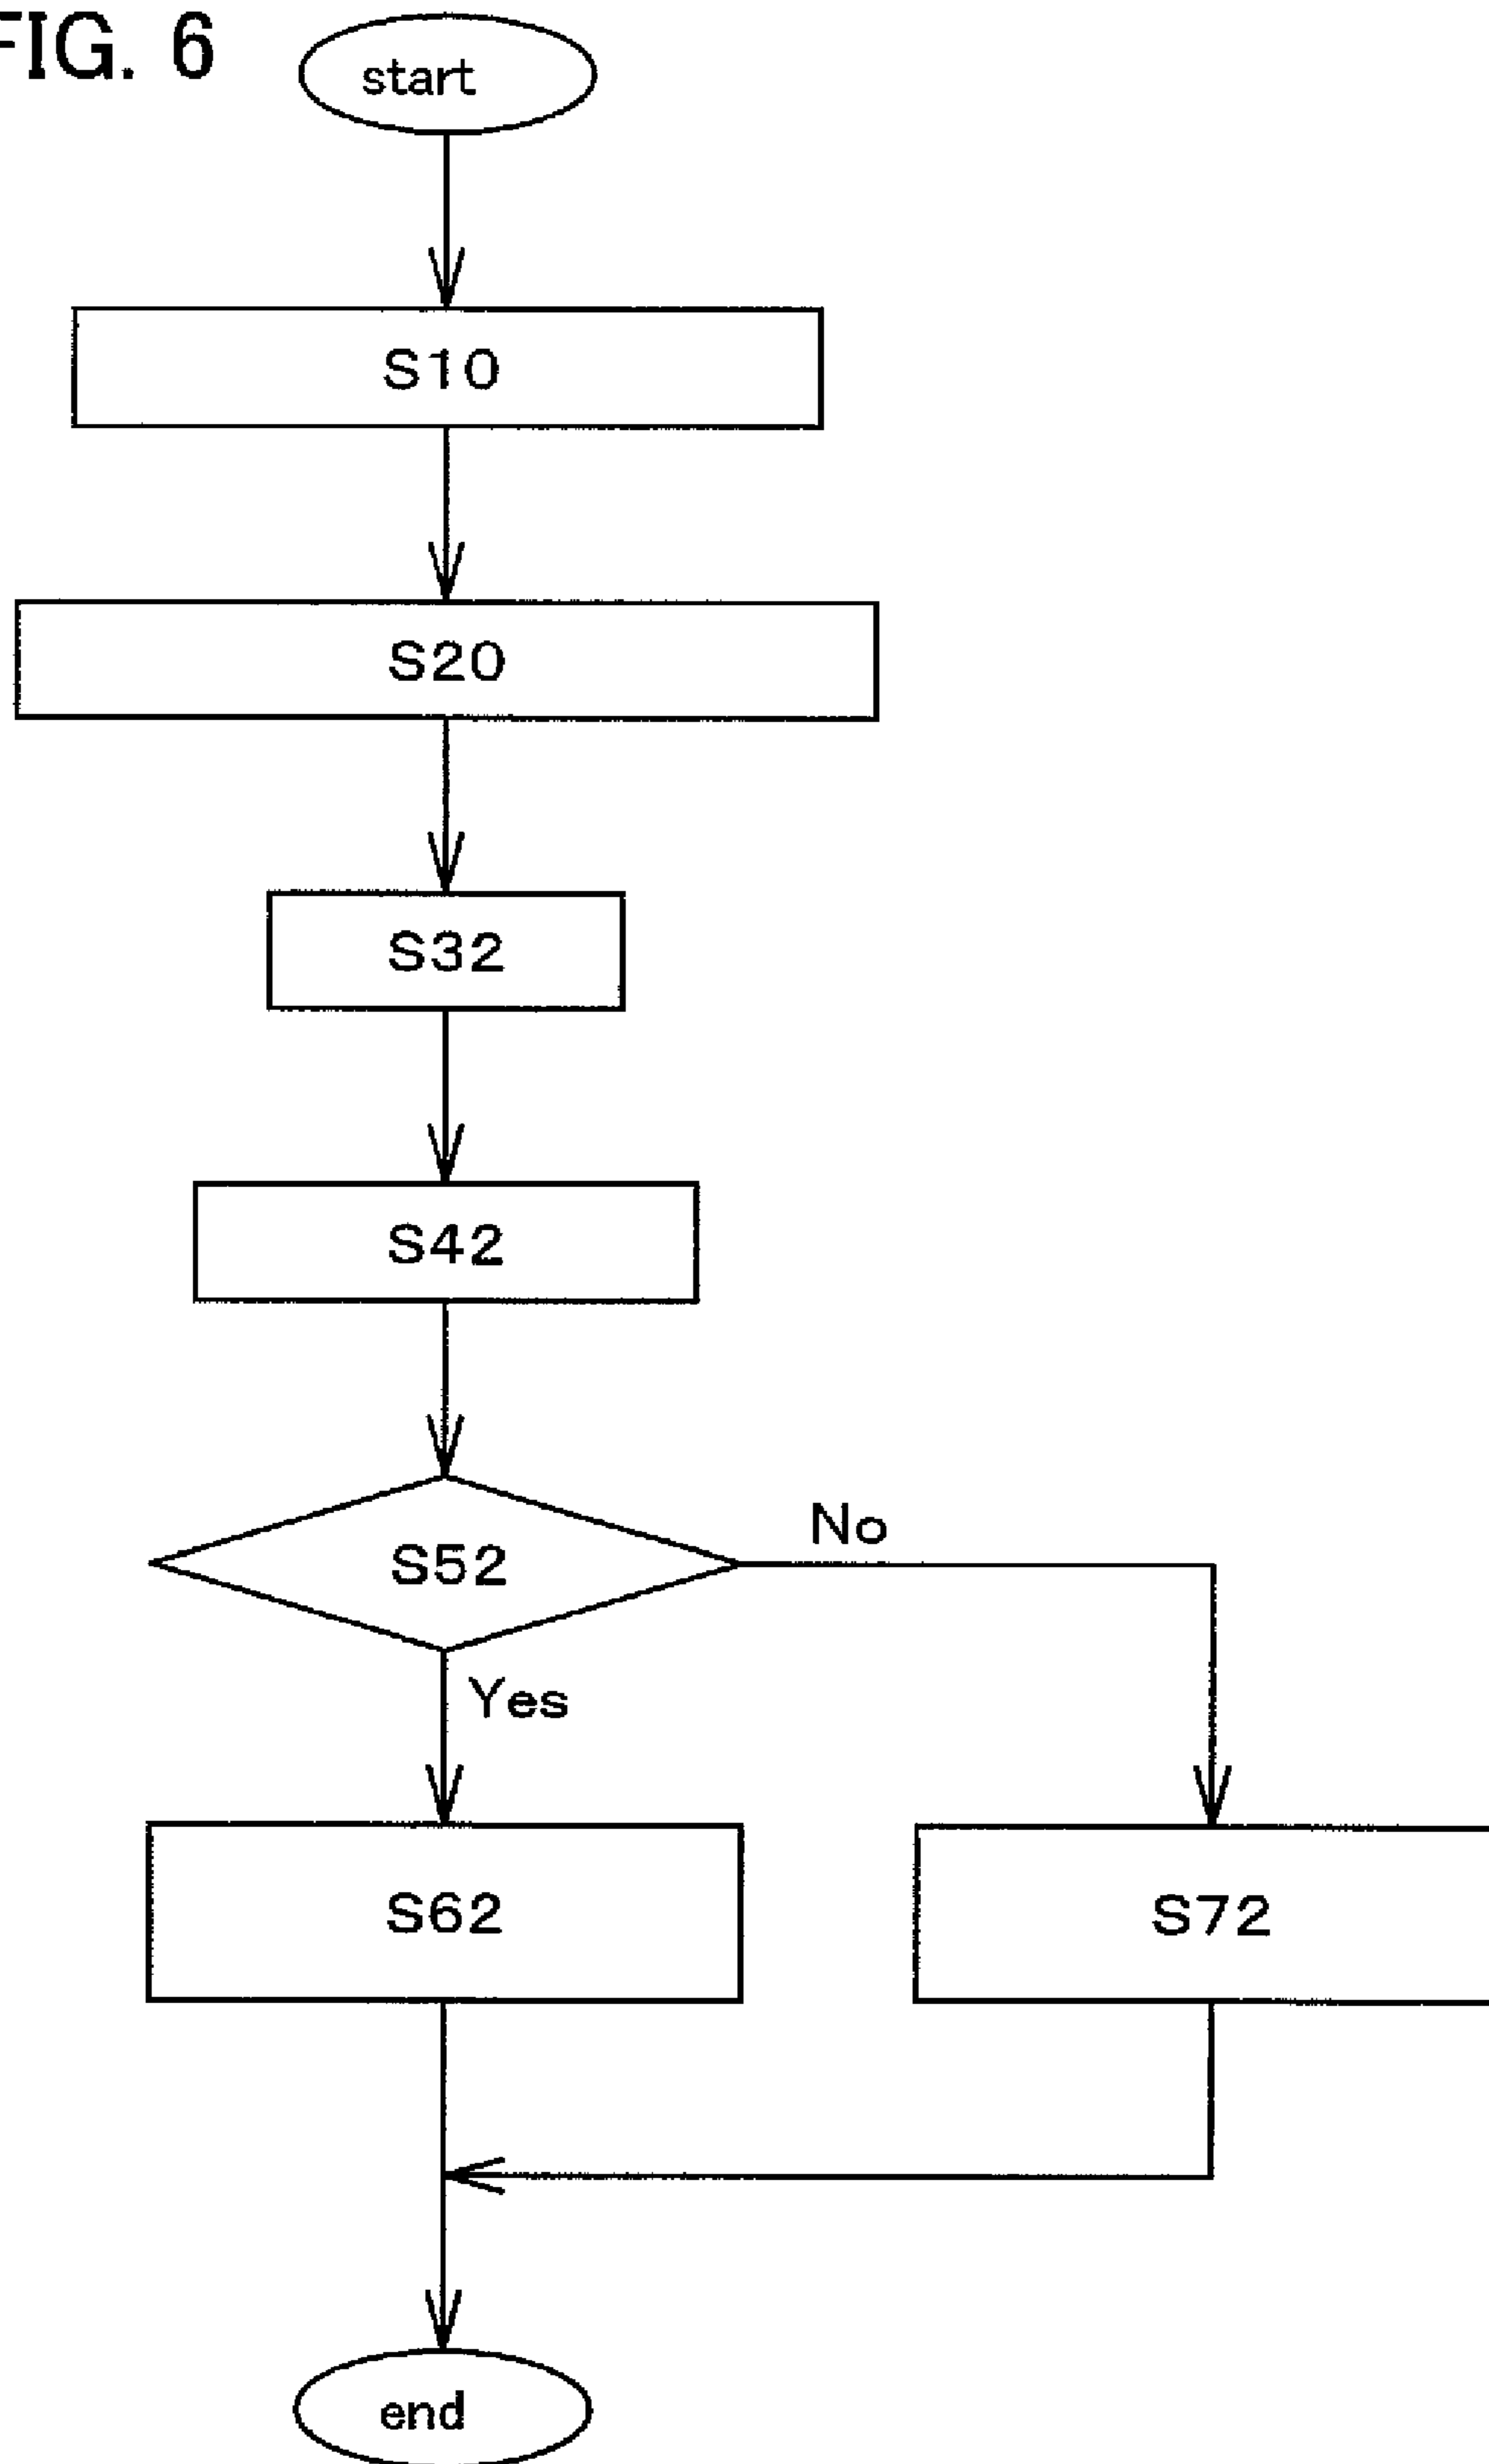 FIG. 6
start
S10
S20
S32
S42
S52
No
Yes
S62
S72
end